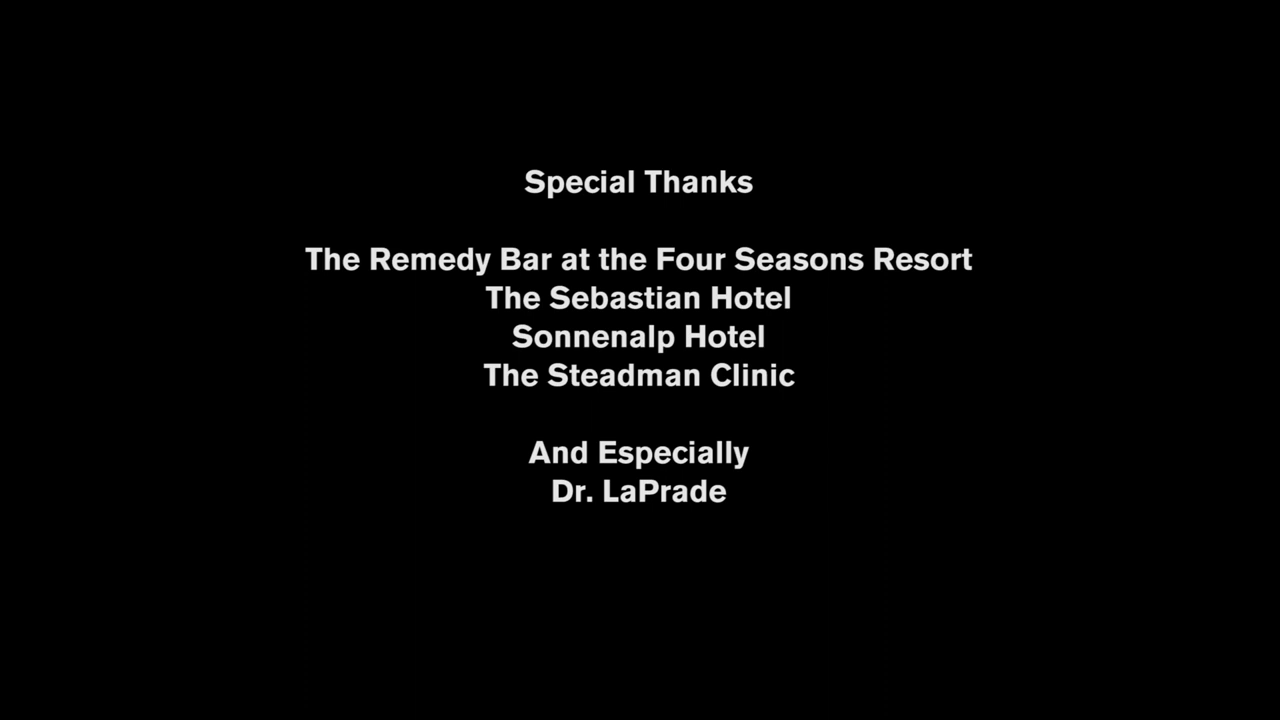 Special Thanks
The Remedy Bar at the Four Seasons Resort
The Sebastian Hotel
Sonnenalp Hotel
The Steadman Clinic
And Especially
Dr. LaPrade